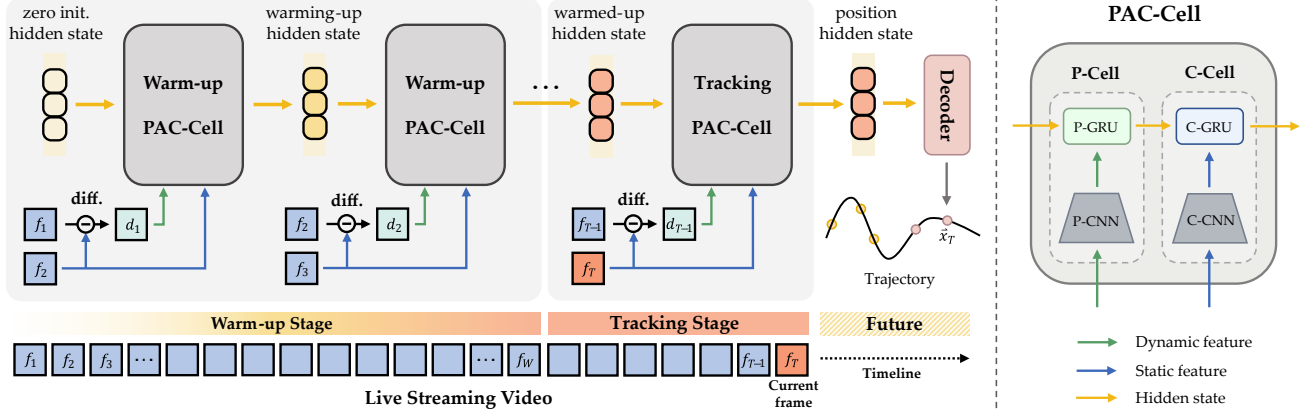 zero init.
hidden state
warming-up
hidden state
warmed-up
hidden state
position
hidden state
Warm-up
PAC-Cell
Warm-up
PAC-Cell
...
Tracking
PAC-Cell
Decoder
f1
diff.
d1
f2
f2
diff.
d2
f3
fT−1
diff.
dT−1
fT
x⃗T
Trajectory
Warm-up Stage
Tracking Stage
Future
f1 f2 f3 ... ... fW fT−1 fT
Live Streaming Video
Current
frame
Timeline
PAC-Cell
P-Cell C-Cell
P-GRU C-GRU
P-CNN C-CNN
Dynamic feature
Static feature
Hidden state